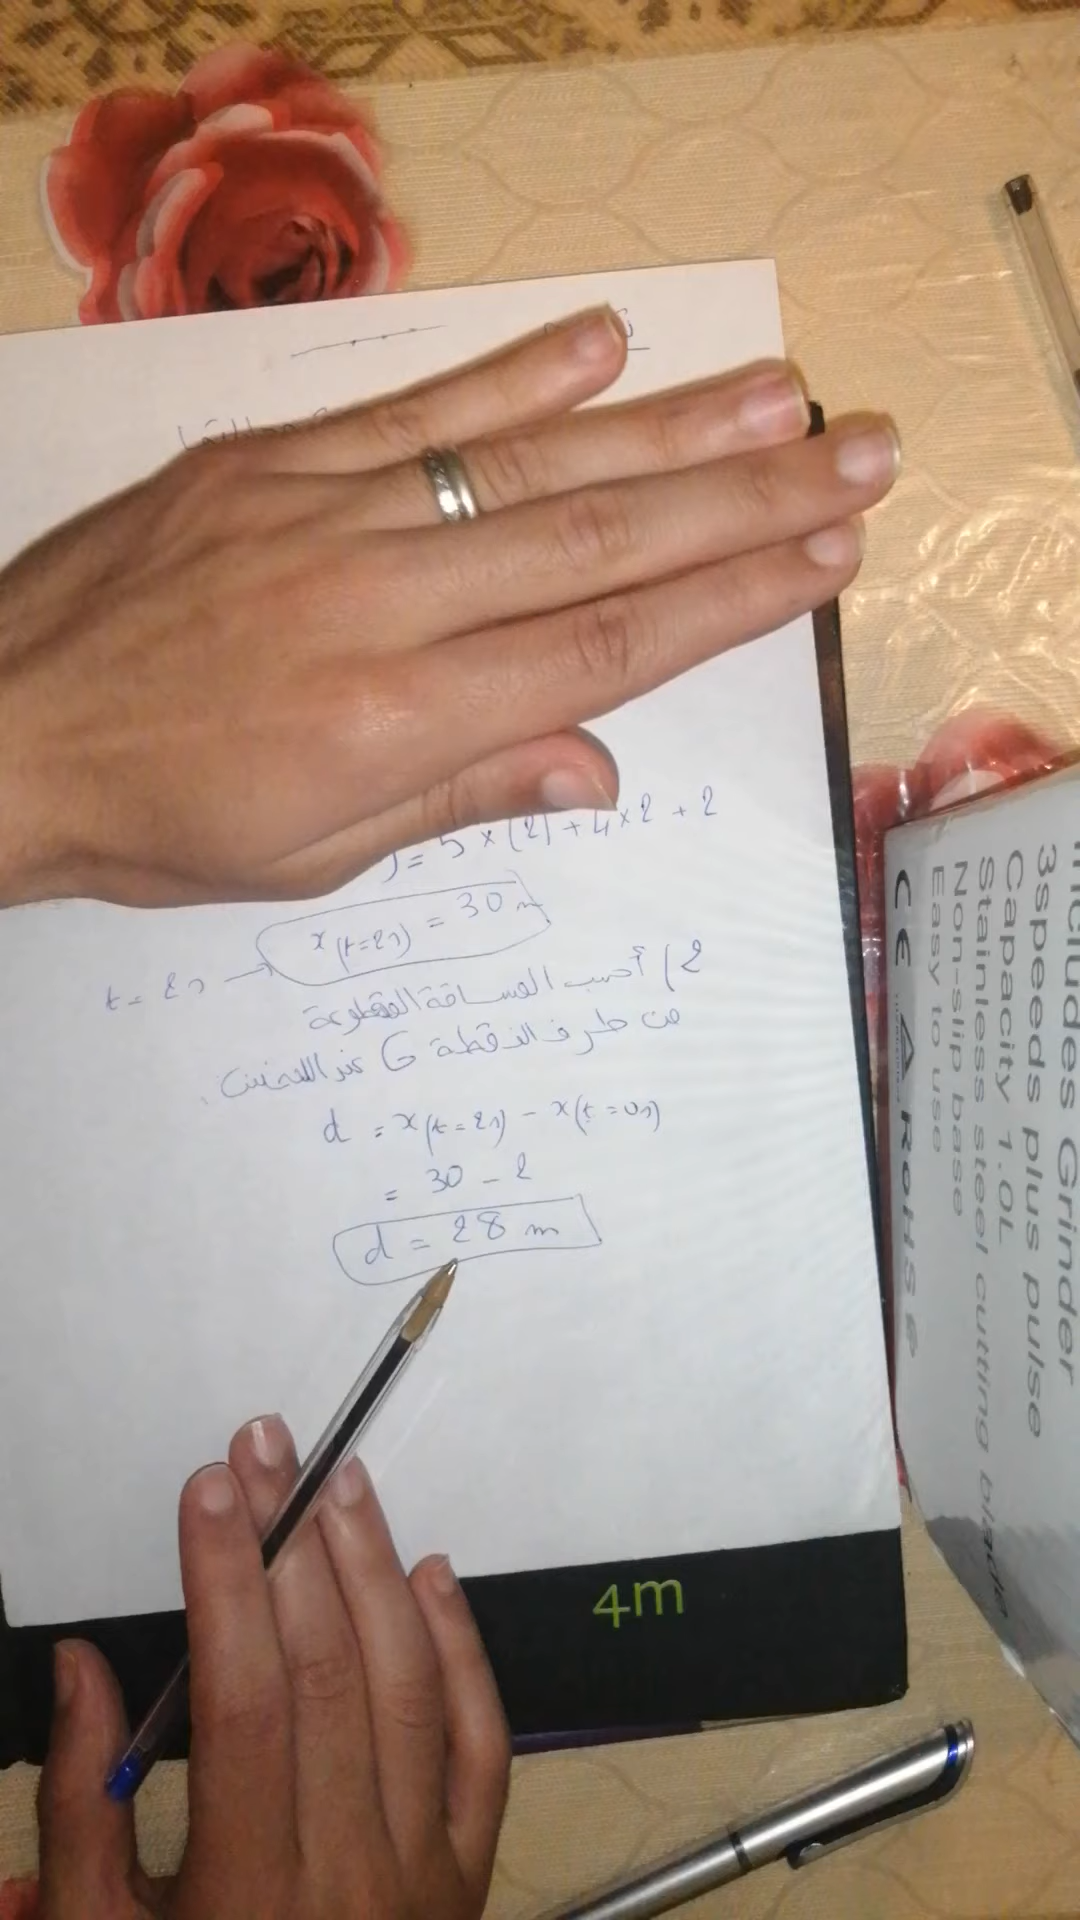 = 5 × (2) + 4 × 2 + 2
x(t=2s) = 30 m
t = 2s →
2) أحسب المسافة المقطوعة
من طرف النقطة G عند اللحظتين.
d = x(t=2s) - x(t=0s)
= 30 - 2
d = 28 m
4m
Includes Grinder
3speeds plus pulse
Capacity 1.0L
Stainless steel cutting blade
Non-slip base
Easy to use
CE RoHS